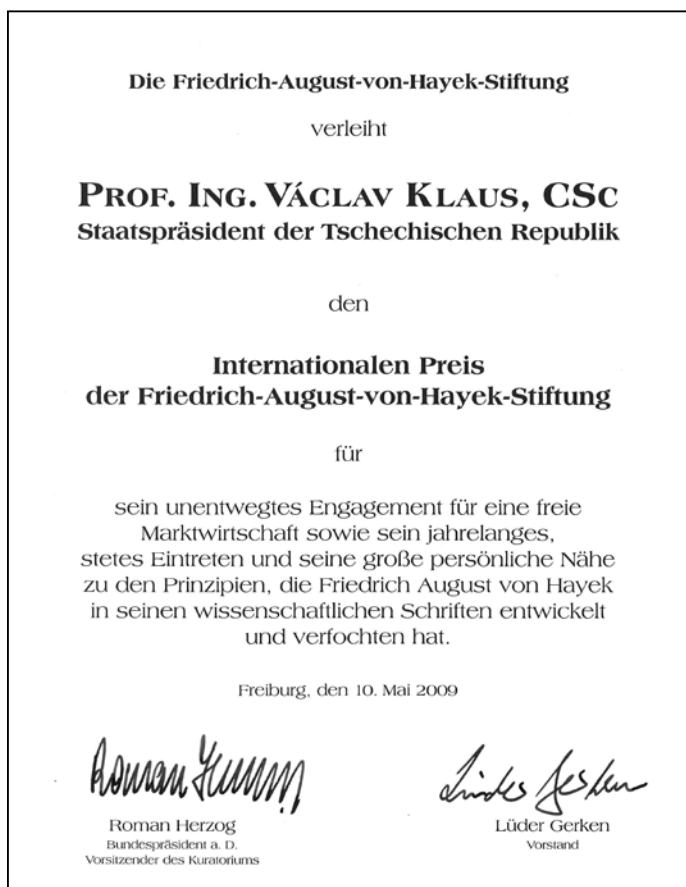 Die Friedrich-August-von-Hayek-Stiftung
verleiht
PROF. ING. VÁCLAV KLAUS, CSC
Staatspräsident der Tschechischen Republik
den
Internationalen Preis
der Friedrich-August-von-Hayek-Stiftung
für
sein unentwegtes Engagement für eine freie
Marktwirtschaft sowie sein jahrelanges,
stetes Eintreten und seine große persönliche Nähe
zu den Prinzipien, die Friedrich August von Hayek
in seinen wissenschaftlichen Schriften entwickelt
und verfochten hat.
Freiburg, den 10. Mai 2009
Roman Herzog
Lüder Gerken
Roman Herzog
Bundespräsident a. D.
Vorsitzender des Kuratoriums
Lüder Gerken
Vorstand